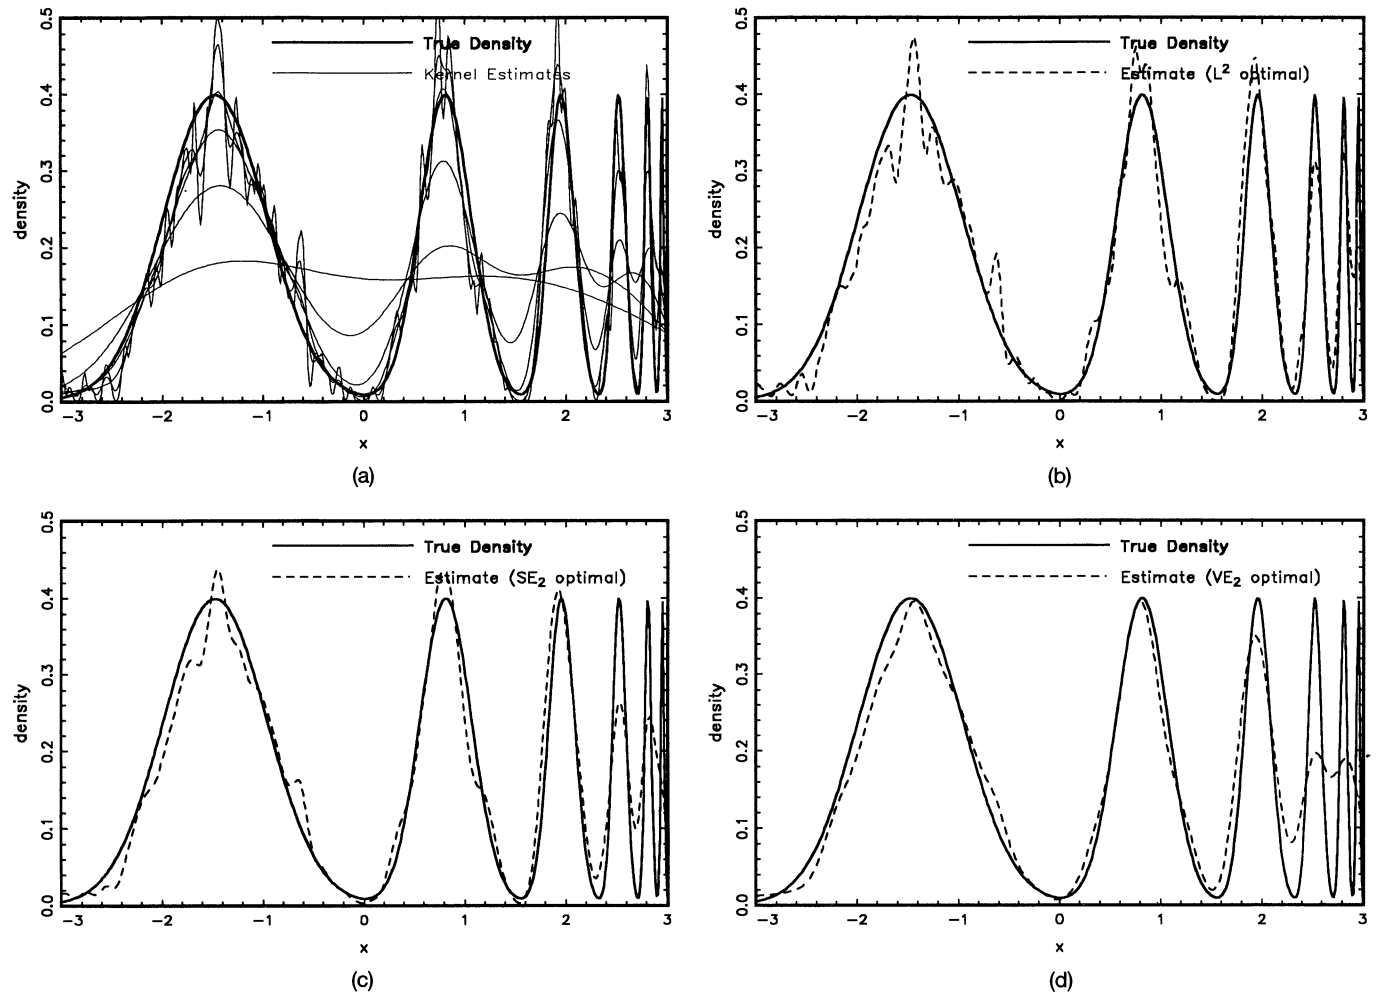 0.5
0.4
0.3
0.2
0.1
0.0
density
True Density
Kernel Estimates
−3 −2 −1 0 1 2 3
x
(a)
0.5
0.4
0.3
0.2
0.1
0.0
density
True Density
Estimate (L² optimal)
−3 −2 −1 0 1 2 3
x
(b)
0.5
0.4
0.3
0.2
0.1
0.0
density
True Density
Estimate (SE₂ optimal)
−3 −2 −1 0 1 2 3
x
(c)
0.5
0.4
0.3
0.2
0.1
0.0
density
True Density
Estimate (VE₂ optimal)
−3 −2 −1 0 1 2 3
x
(d)